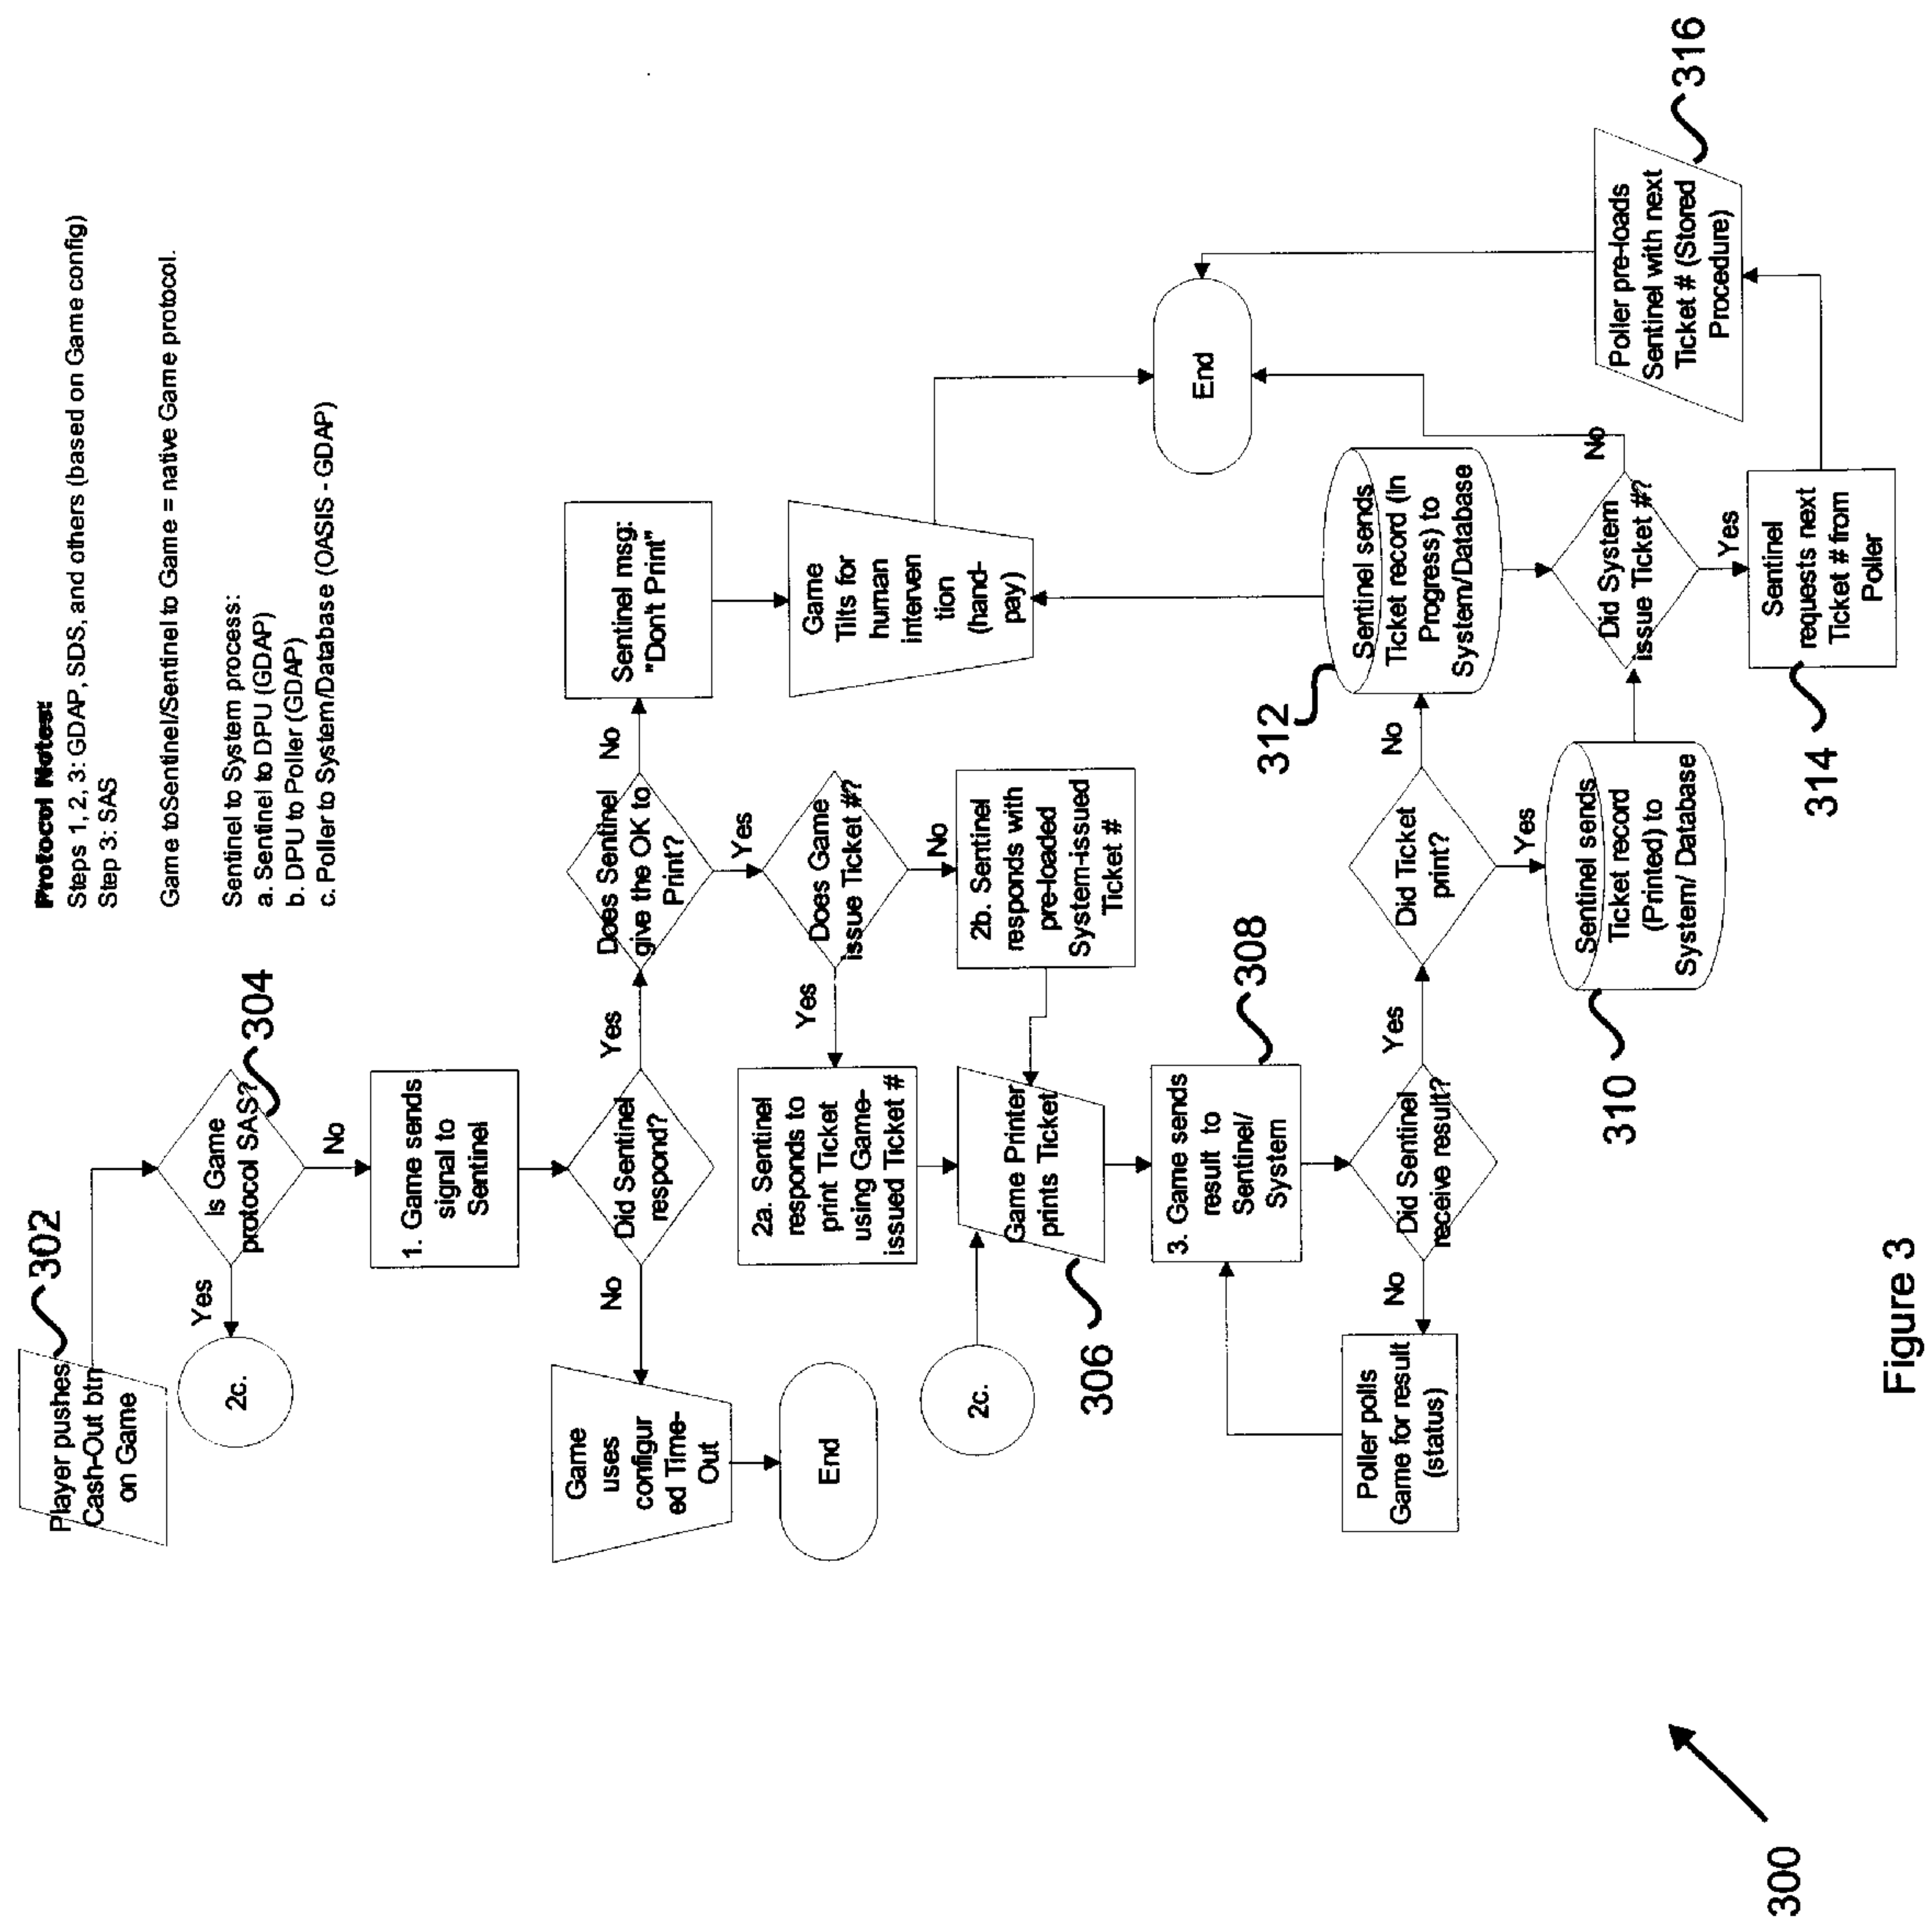 Protocol Notes:
Steps 1, 2, 3: GDAP, SDS, and others (based on Game config)
Step 3: SAS
Game toSentinel/Sentinel to Game = native Game protocol.
Sentinel to System process:
a. Sentinel to DPU (GDAP)
b. DPU to Poller (GDAP)
c. Poller to System/Database (OASIS - GDAP)
Player pushes
Cash-Out btn
on Game
302
Is Game
protocol SAS?
304
Yes
2c.
No
1. Game sends
signal to
Sentinel
Did Sentinel
respond?
No
Game
uses
configur
ed Time-
Out
End
Yes
Does Sentinel
give the OK to
Print?
No
Sentinel msg:
"Don't Print"
Game
Tilts for
human
interven
tion
(hand-
pay)
Yes
Does Game
issue Ticket #?
Yes
2a. Sentinel
responds to
print Ticket
using Game-
issued Ticket #
No
2b. Sentinel
responds with
pre-loaded
System-issued
Ticket #
2c.
Game Printer
prints Ticket
306
3. Game sends
result to
Sentinel/
System
308
Did Sentinel
receive result?
No
Poller polls
Game for result
(status)
Yes
Did Ticket
print?
No
Sentinel sends
Ticket record (In
Progress) to
System/Database
312
Yes
Sentinel sends
Ticket record
(Printed) to
System/ Database
310
Did System
issue Ticket #?
No
End
Yes
Sentinel
requests next
Ticket # from
Poller
314
Poller pre-loads
Sentinel with next
Ticket # (Stored
Procedure)
316
300
Figure 3